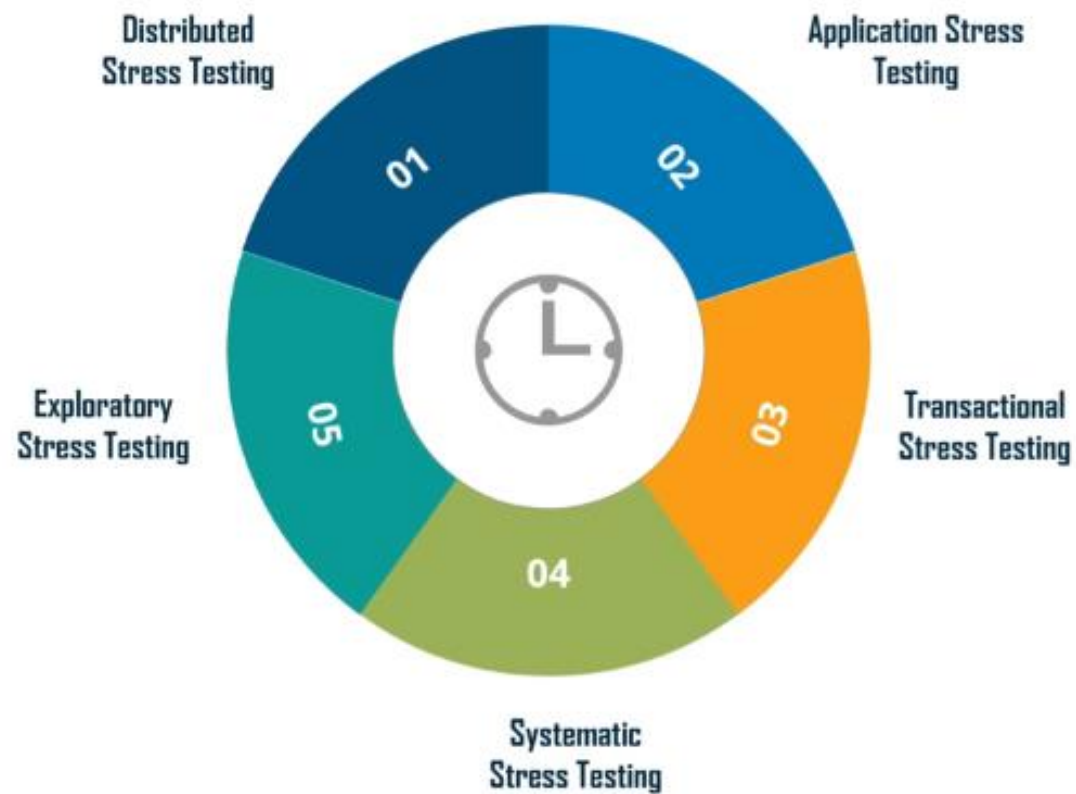 Distributed
Stress Testing
01
Application Stress
Testing
02
Transactional
Stress Testing
03
Systematic
Stress Testing
04
Exploratory
Stress Testing
05